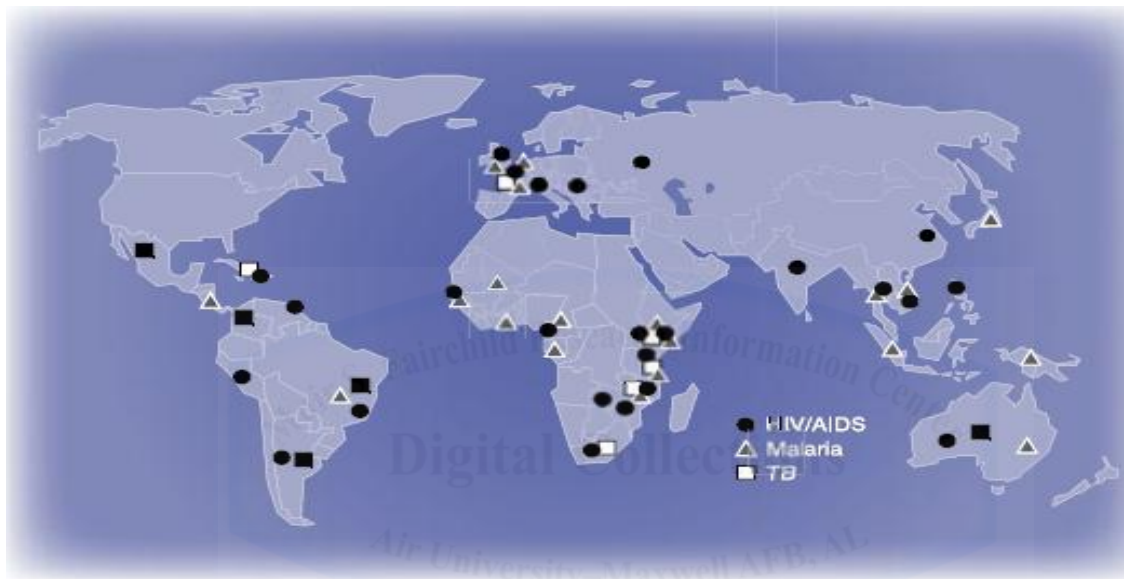 Fairchild Research Information Center
Digital Collections
Air University-Maxwell AFB, AL
HIV/AIDS
Malaria
TB